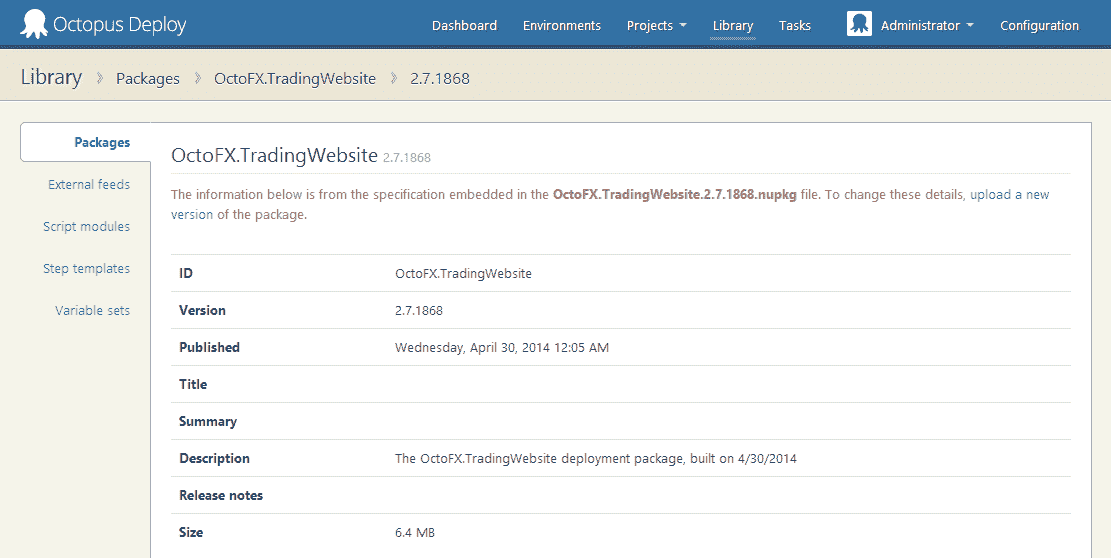 Octopus Deploy Dashboard Environments Projects Library Tasks Administrator Configuration
Library > Packages > OctoFX.TradingWebsite > 2.7.1868
Packages
External feeds
Script modules
Step templates
Variable sets
OctoFX.TradingWebsite 2.7.1868
The information below is from the specification embedded in the OctoFX.TradingWebsite.2.7.1868.nupkg file. To change these details, upload a new
version of the package.
ID OctoFX.TradingWebsite
Version 2.7.1868
Published Wednesday, April 30, 2014 12:05 AM
Title
Summary
Description The OctoFX.TradingWebsite deployment package, built on 4/30/2014
Release notes
Size 6.4 MB